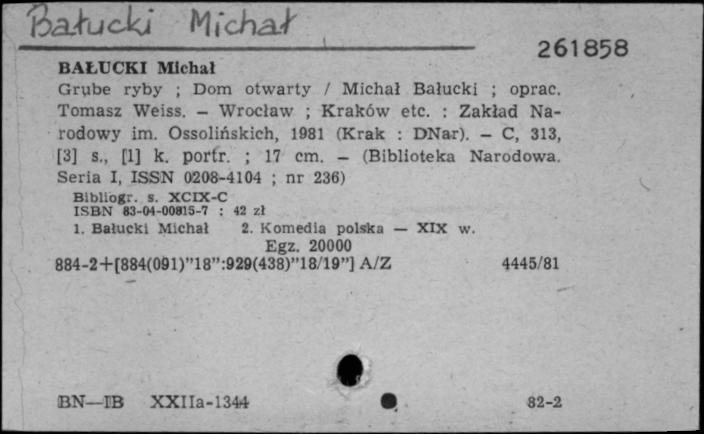 Bałucki Michał
261858
BAŁUCKI Michał
Grube ryby ; Dom otwarty / Michał Bałucki ; oprac.
Tomasz Weiss. — Wrocław ; Kraków etc. : Zakład Na-
rodowy im. Ossolińskich, 1981 (Krak : DNar). — C, 313,
[3] s., [1] k. portr. ; 17 cm. — (Biblioteka Narodowa.
Seria I, ISSN 0208-4104 ; nr 236)
Bibliogr. s. XCIX-C
ISBN 83-04-00815-7 : 42 zł
1. Bałucki Michał 2. Komedia polska — XIX w.
Egz. 20000
884-2+[884(091)”18”:929(438)”18/19”] A/Z 4445/81
BN—IB XXIIa-1344 82-2